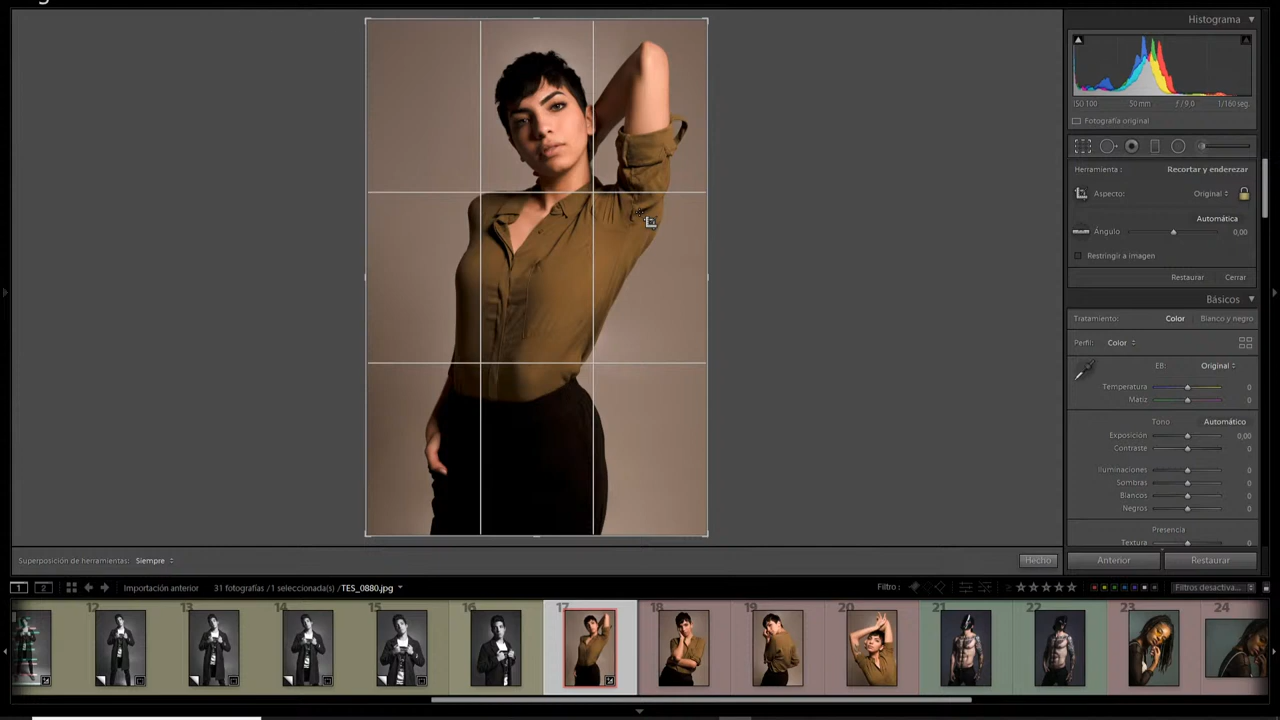 Histograma
ISO 100 50 mm f / 9,0 1/160 seg.
Fotografía original
Herramienta : Recortar y enderezar
Aspecto: Original
Automática
Ángulo 0,00
Restringir a imagen
Restaurar Cerrar
Básicos
Tratamiento: Color Blanco y negro
Perfil: Color
EB: Original
Temperatura 0
Matiz 0
Tono Automático
Exposición 0,00
Contraste 0
Iluminaciones 0
Sombras 0
Blancos 0
Negros 0
Presencia
Textura 0
Superposición de herramientas: Siempre Hecho Anterior Restaurar
1 2 Importación anterior 31 fotografías /1 seleccionada(s) /TES_0880.jpg Filtro : Filtros desactiva...
12 13 14 15 16 17 18 19 20 21 22 23 24